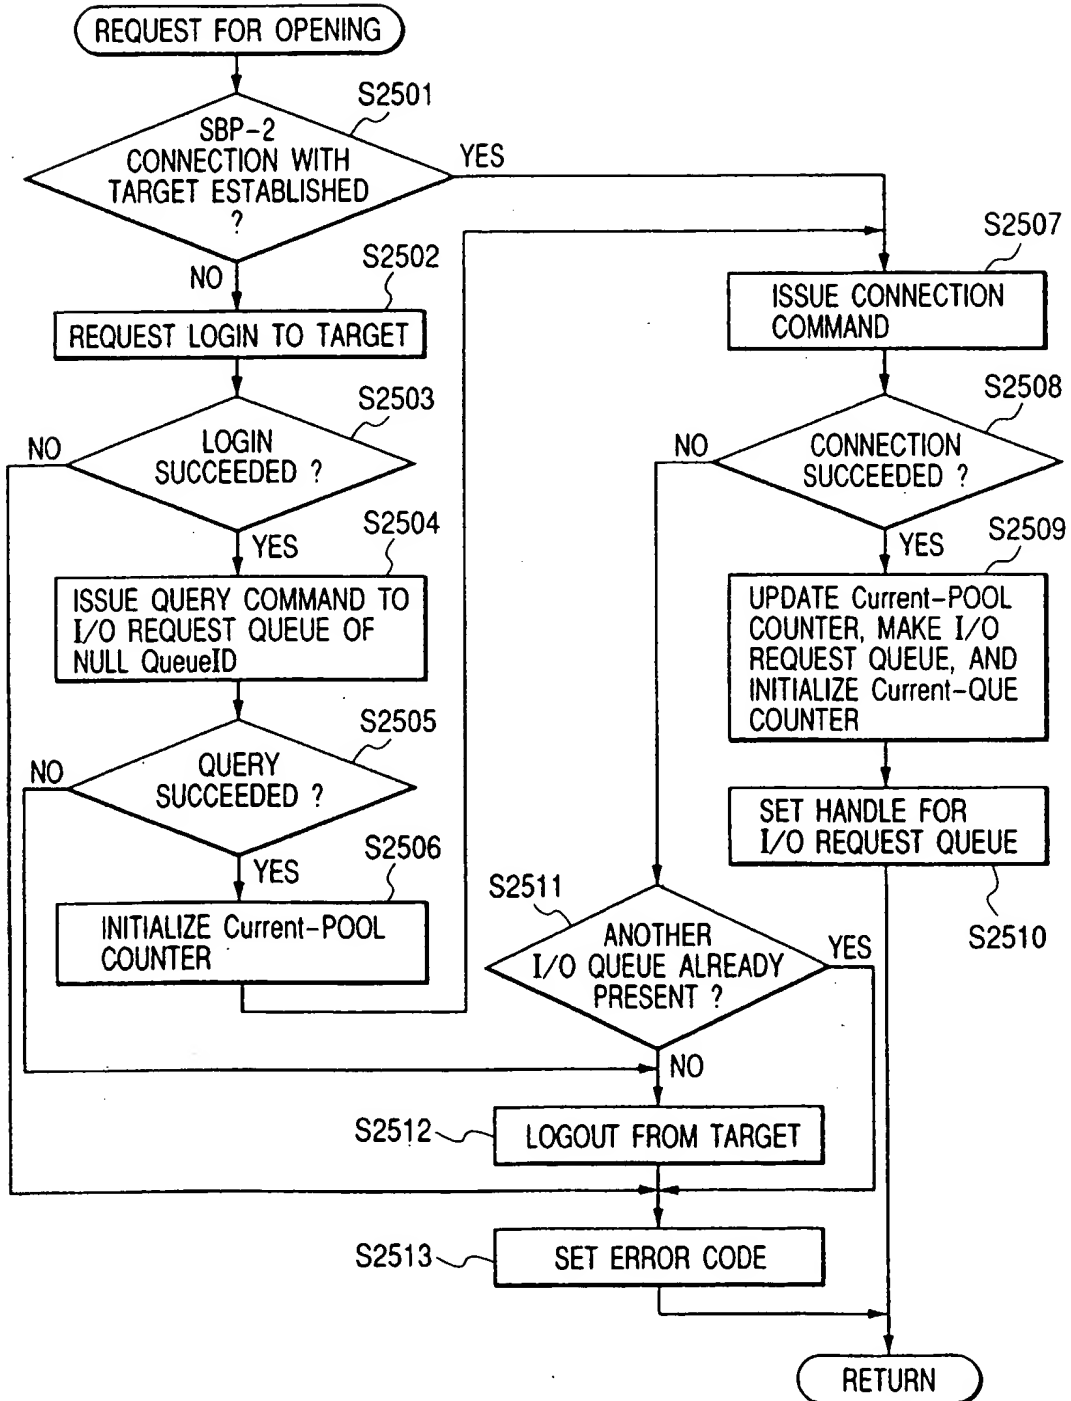 REQUEST FOR OPENING
S2501
SBP-2
CONNECTION WITH
TARGET ESTABLISHED
?
YES
NO
S2502
REQUEST LOGIN TO TARGET
S2503
LOGIN
SUCCEEDED ?
NO
YES
S2504
ISSUE QUERY COMMAND TO
I/O REQUEST QUEUE OF
NULL QueueID
S2505
QUERY
SUCCEEDED ?
NO
YES
S2506
INITIALIZE Current-POOL
COUNTER
S2507
ISSUE CONNECTION
COMMAND
S2508
CONNECTION
SUCCEEDED ?
NO
YES
S2509
UPDATE Current-POOL
COUNTER, MAKE I/O
REQUEST QUEUE, AND
INITIALIZE Current-QUE
COUNTER
SET HANDLE FOR
I/O REQUEST QUEUE
S2510
S2511
ANOTHER
I/O QUEUE ALREADY
PRESENT ?
YES
NO
S2512
LOGOUT FROM TARGET
S2513
SET ERROR CODE
RETURN